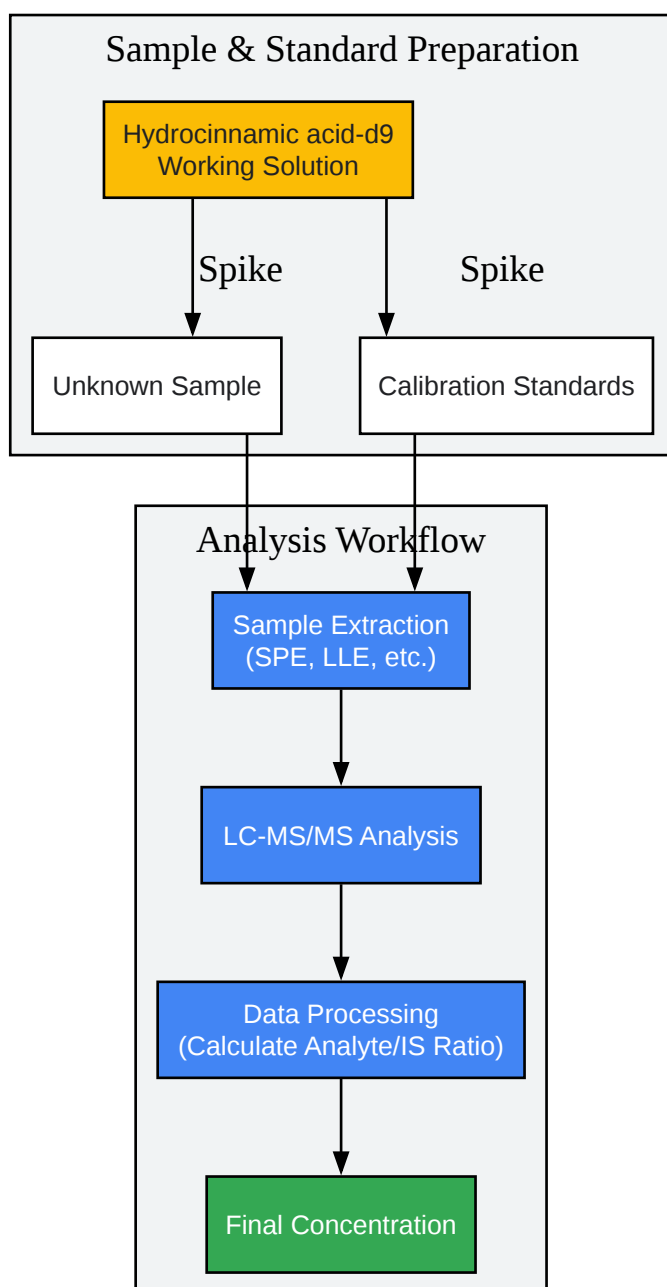 Sample & Standard Preparation
Hydrocinnamic acid-d9
Working Solution
Spike
Spike
Unknown Sample
Calibration Standards
Analysis Workflow
Sample Extraction
(SPE, LLE, etc.)
LC-MS/MS Analysis
Data Processing
(Calculate Analyte/IS Ratio)
Final Concentration